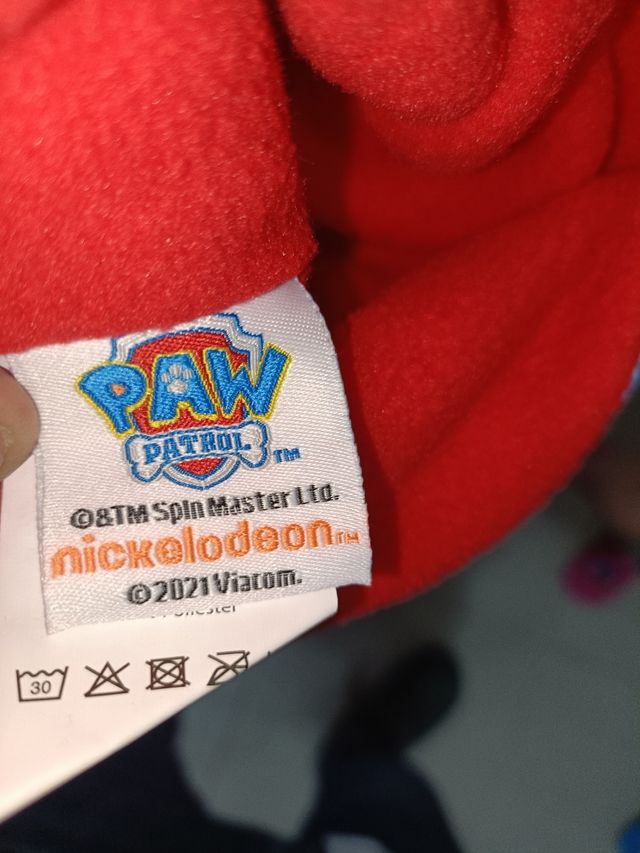 PAW
PATROL TM
©&TM Spin Master Ltd.
nickelodeon TM
© 2021 Viacom.
30